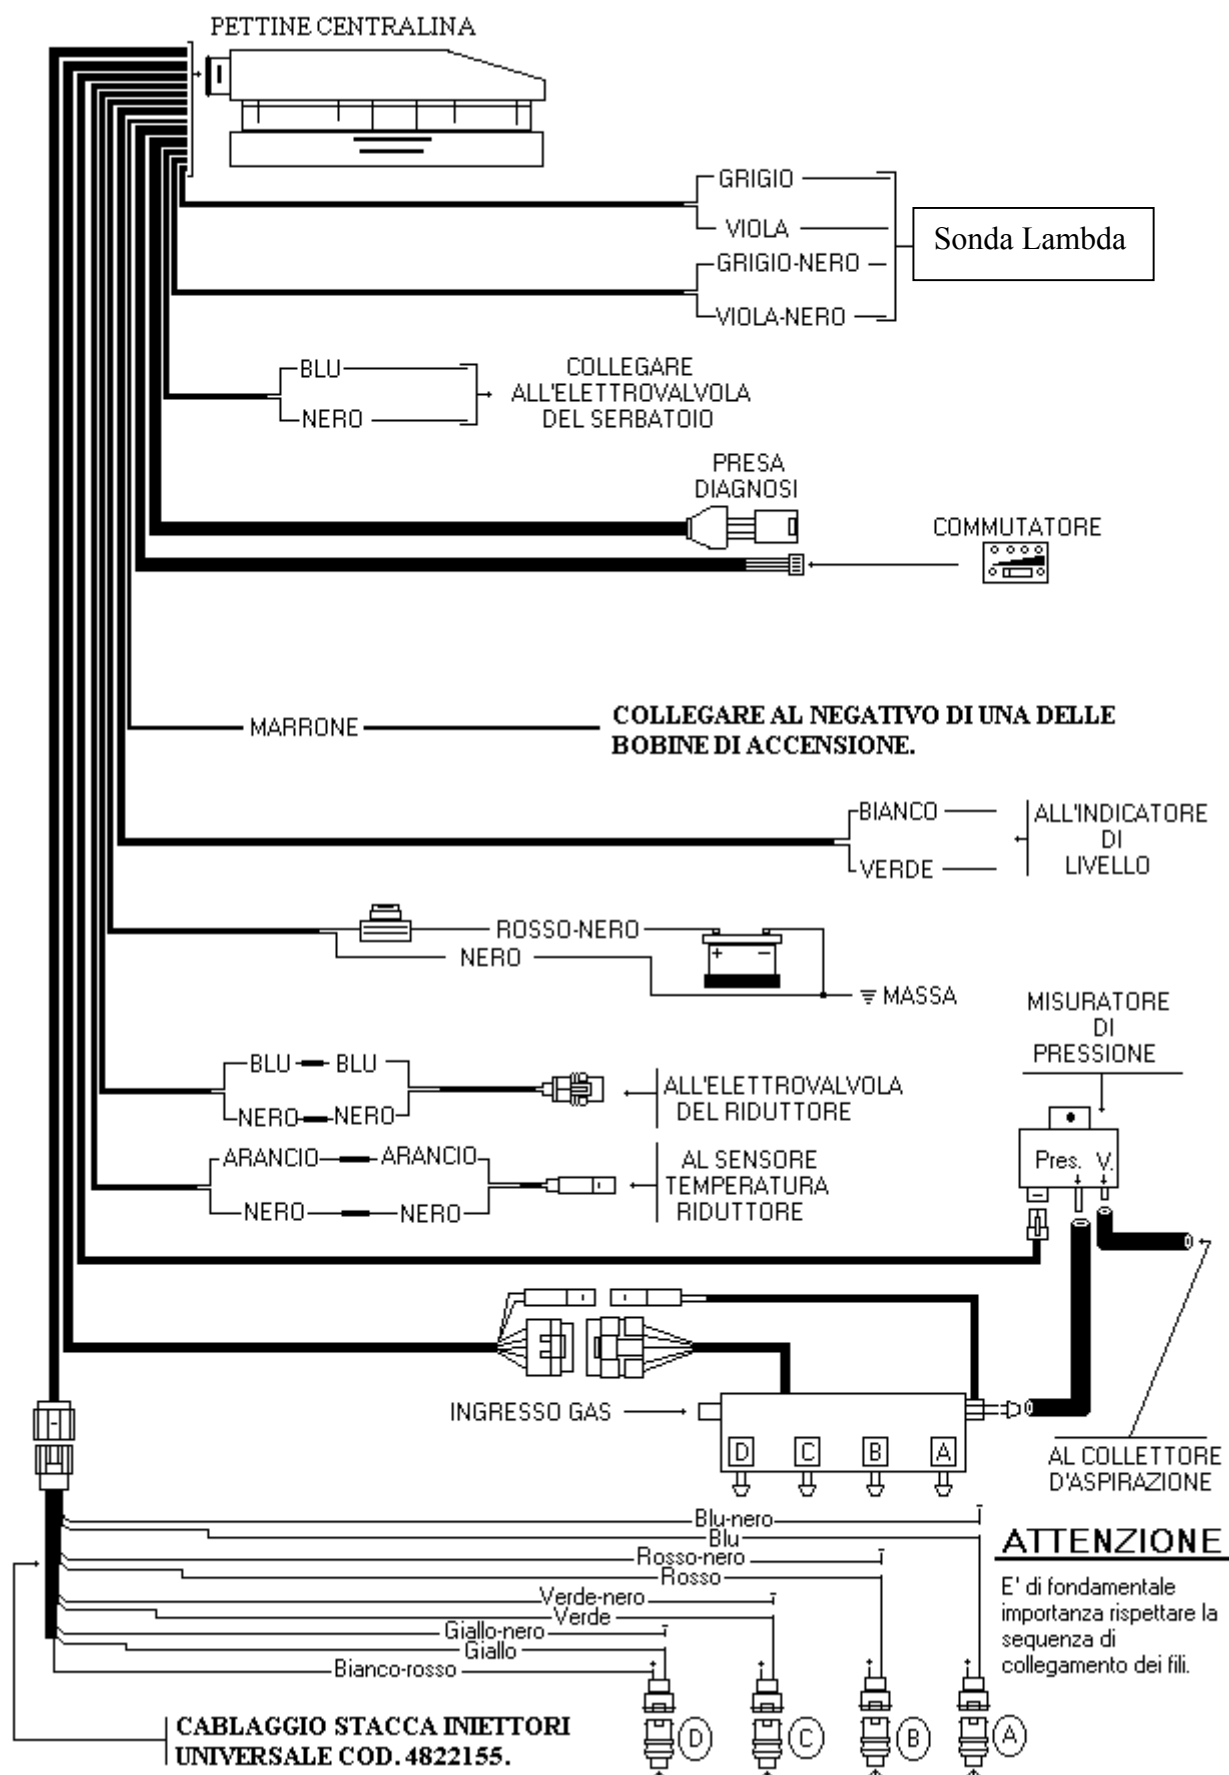 PETTINE CENTRALINA
GRIGIO
VIOLA
Sonda Lambda
GRIGIO-NERO
VIOLA-NERO
BLU
NERO
COLLEGARE
ALL'ELETTROVALVOLA
DEL SERBATOIO
PRESA
DIAGNOSI
COMMUTATORE
MARRONE
COLLEGARE AL NEGATIVO DI UNA DELLE
BOBINE DI ACCENSIONE.
BIANCO
VERDE
ALL'INDICATORE
DI
LIVELLO
ROSSO-NERO
NERO
+ −
MASSA
MISURATORE
DI
PRESSIONE
BLU BLU
NERO NERO
ALL'ELETTROVALVOLA
DEL RIDUTTORE
Pres. V.
ARANCIO ARANCIO
NERO NERO
AL SENSORE
TEMPERATURA
RIDUTTORE
INGRESSO GAS
D C B A
AL COLLETTORE
D'ASPIRAZIONE
Blu-nero
Blu
Rosso-nero
Rosso
Verde-nero
Verde
Giallo-nero
Giallo
Bianco-rosso
ATTENZIONE
E' di fondamentale
importanza rispettare la
sequenza di
collegamento dei fili.
CABLAGGIO STACCA INIETTORI
UNIVERSALE COD. 4822155.
D C B A